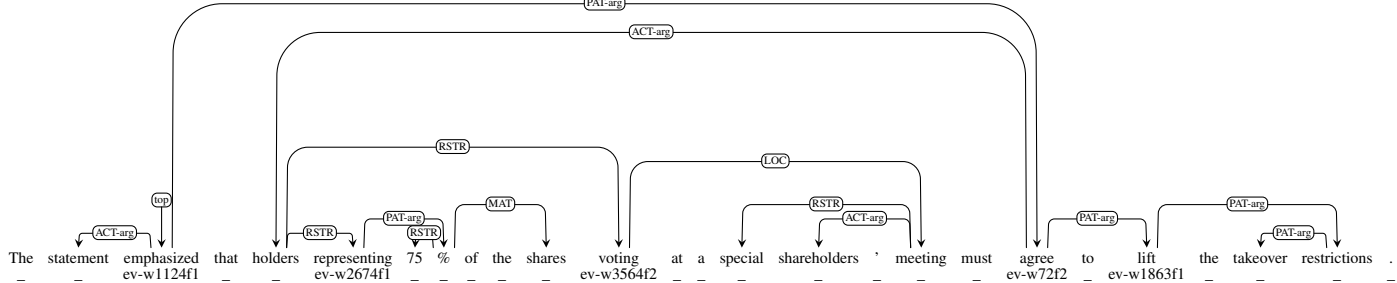 PAT-arg
ACT-arg
RSTR
LOC
top
MAT
RSTR
PAT-arg
ACT-arg
PAT-arg
PAT-arg
ACT-arg
RSTR
RSTR
PAT-arg
The statement emphasized that holders representing 75 % of the shares voting at a special shareholders ’ meeting must agree to lift the takeover restrictions .
_ _ ev-w1124f1 _ _ ev-w2674f1 _ _ _ _ _ ev-w3564f2 _ _ _ _ _ _ _ ev-w72f2 _ ev-w1863f1 _ _ _ _